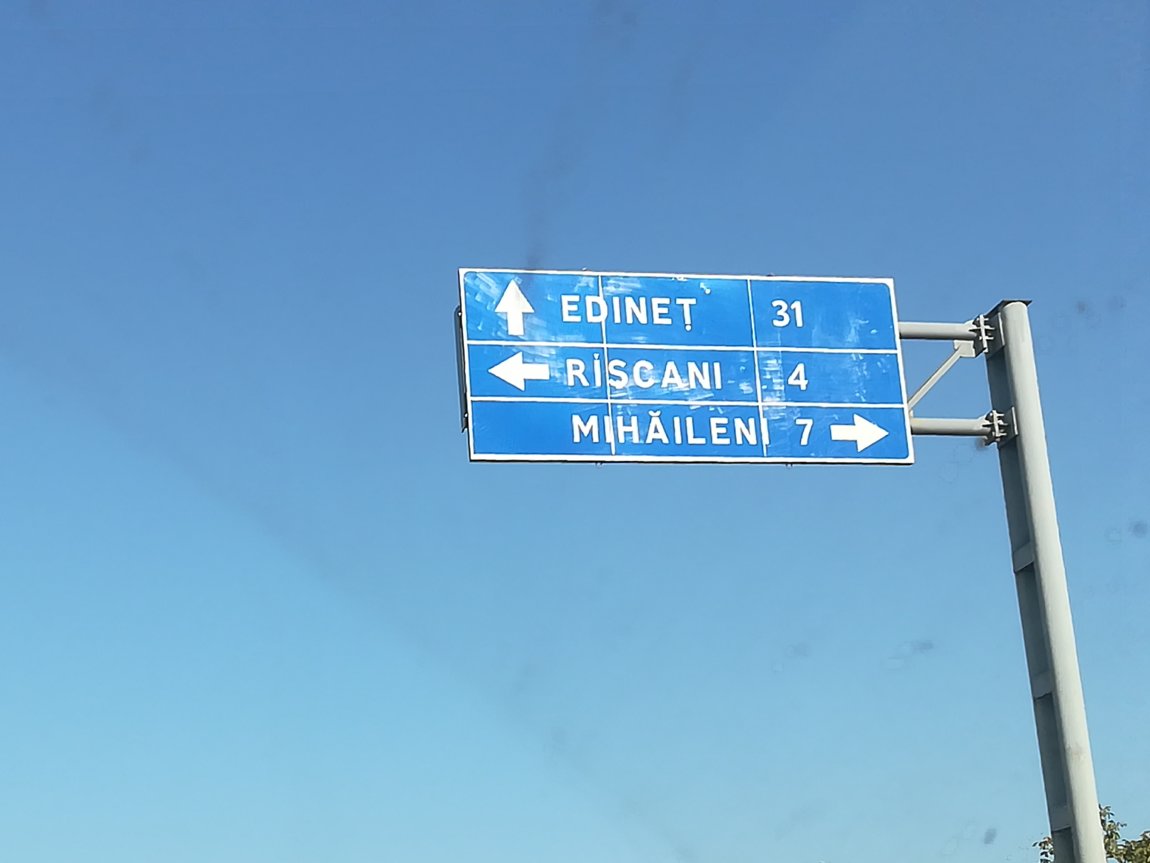 EDINEȚ 31
RÎȘCANI 4
MIHĂILENI 7